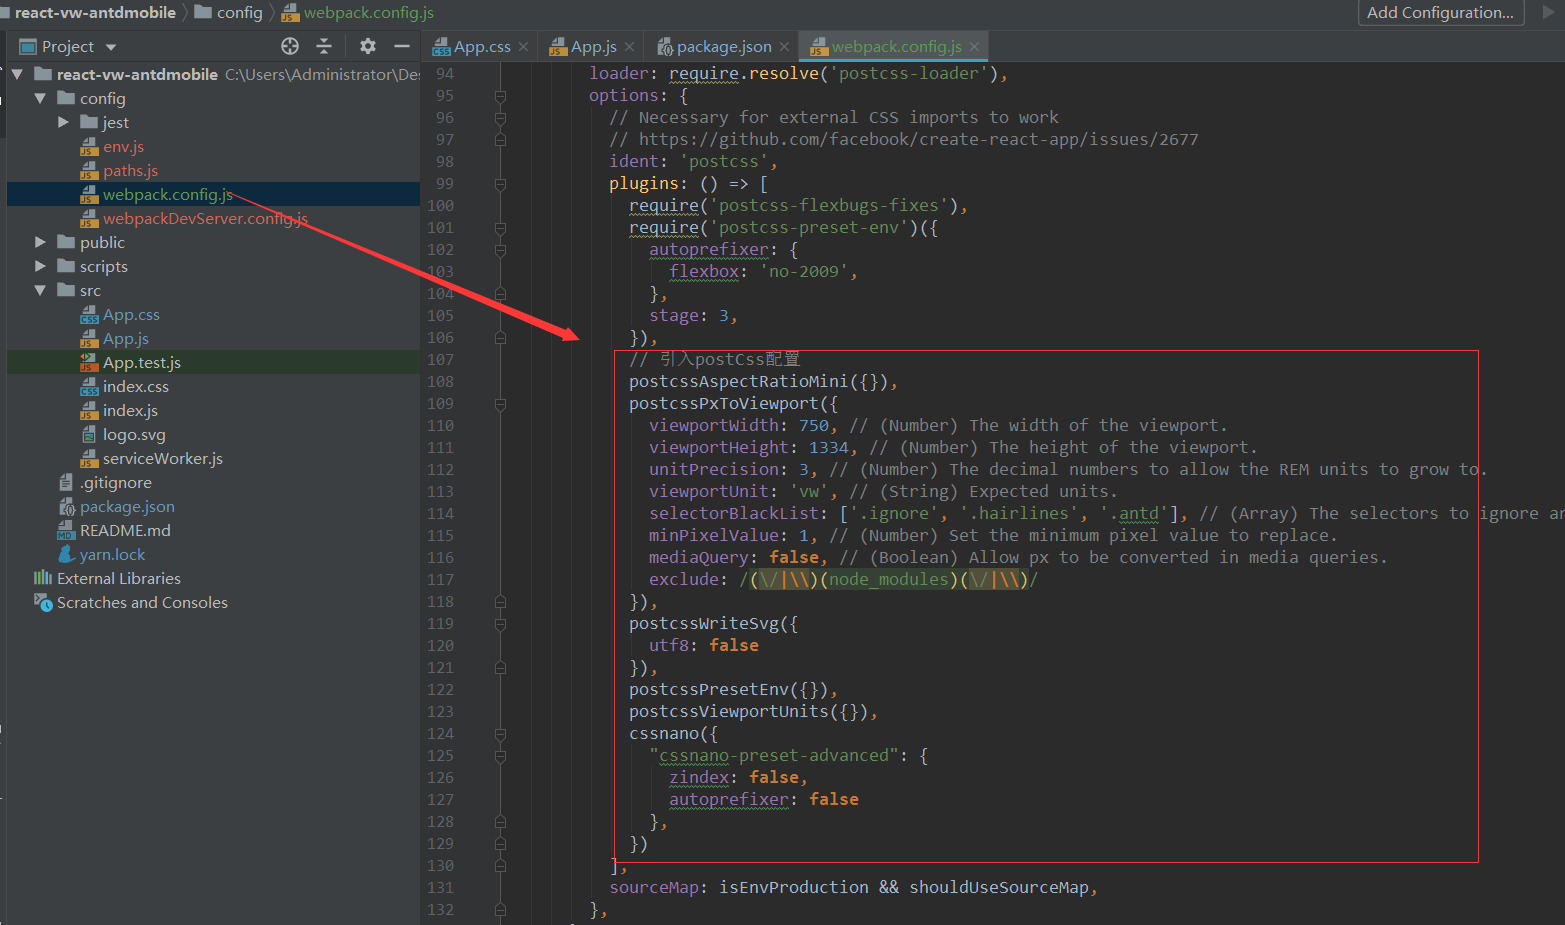 react-vw-antdmobile config webpack.config.js Add Configuration...
Project App.css App.js package.json webpack.config.js
react-vw-antdmobile C:\Users\Administrator\De
config
jest
env.js
paths.js
webpack.config.js
webpackDevServer.config.js
public
scripts
src
App.css
App.js
App.test.js
index.css
index.js
logo.svg
serviceWorker.js
.gitignore
package.json
README.md
yarn.lock
External Libraries
Scratches and Consoles
94 loader: require.resolve('postcss-loader'),
95 options: {
96 // Necessary for external CSS imports to work
97 // https://github.com/facebook/create-react-app/issues/2677
98 ident: 'postcss',
99 plugins: () => [
100 require('postcss-flexbugs-fixes'),
101 require('postcss-preset-env')({
102 autoprefixer: {
103 flexbox: 'no-2009',
104 },
105 stage: 3,
106 }),
107 // 引入postCss配置
108 postcssAspectRatioMini({}),
109 postcssPxToViewport({
110 viewportWidth: 750, // (Number) The width of the viewport.
111 viewportHeight: 1334, // (Number) The height of the viewport.
112 unitPrecision: 3, // (Number) The decimal numbers to allow the REM units to grow to.
113 viewportUnit: 'vw', // (String) Expected units.
114 selectorBlackList: ['.ignore', '.hairlines', '.antd'], // (Array) The selectors to ignore an
115 minPixelValue: 1, // (Number) Set the minimum pixel value to replace.
116 mediaQuery: false, // (Boolean) Allow px to be converted in media queries.
117 exclude: /(\/|\\)(node_modules)(\/|\\)/
118 }),
119 postcssWriteSvg({
120 utf8: false
121 }),
122 postcssPresetEnv({}),
123 postcssViewportUnits({}),
124 cssnano({
125 "cssnano-preset-advanced": {
126 zindex: false,
127 autoprefixer: false
128 },
129 })
130 ],
131 sourceMap: isEnvProduction && shouldUseSourceMap,
132 },